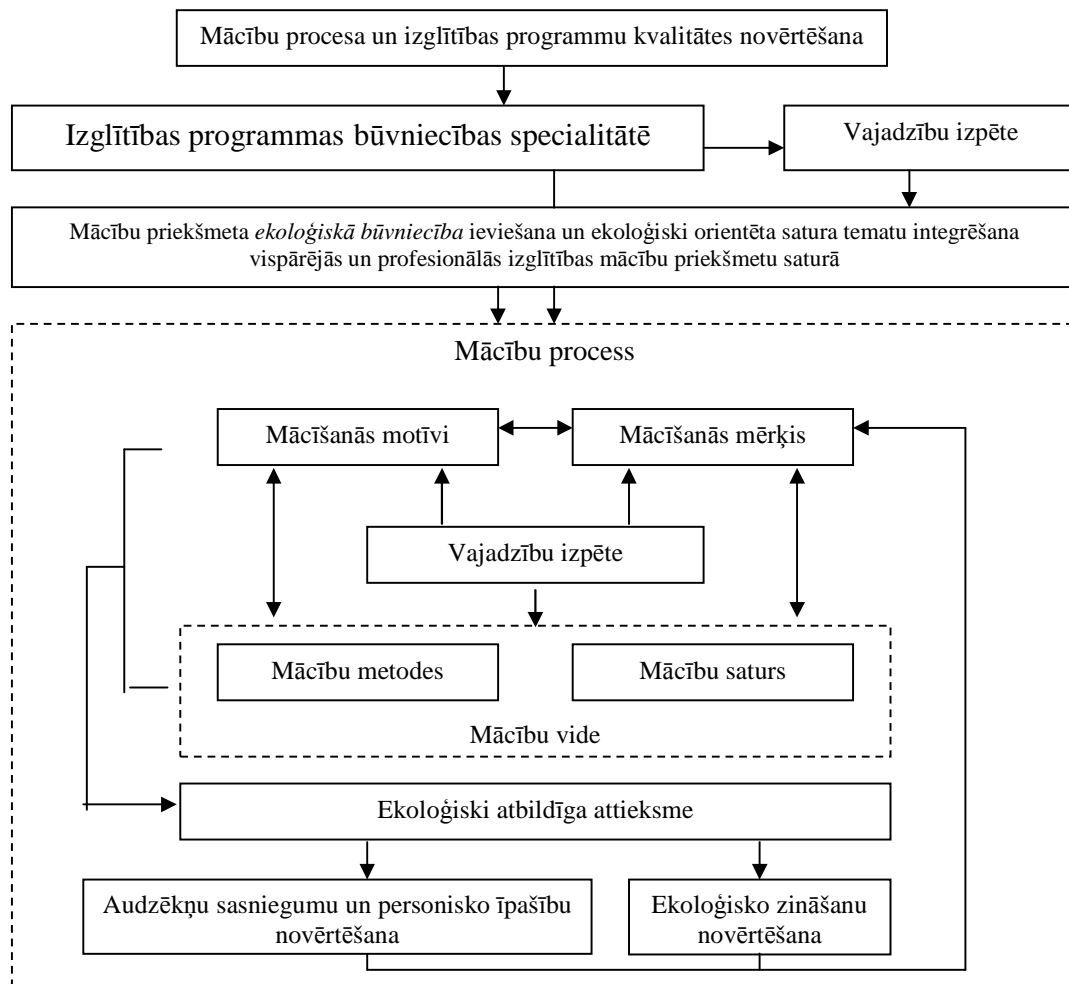 Mācību procesa un izglītības programmu kvalitātes novērtēšana
Izglītības programmas būvniecības specialitātē
Vajadzību izpēte
Mācību priekšmeta ekoloģiskā būvniecība ieviešana un ekoloģiski orientēta satura tematu integrēšana
vispārējās un profesionālās izglītības mācību priekšmetu saturā
Mācību process
Mācīšanās motīvi
Mācīšanās mērķis
Vajadzību izpēte
Mācību metodes
Mācību saturs
Mācību vide
Ekoloģiski atbildīga attieksme
Audzēkņu sasniegumu un personisko īpašību
novērtēšana
Ekoloģisko zināšanu
novērtēšana